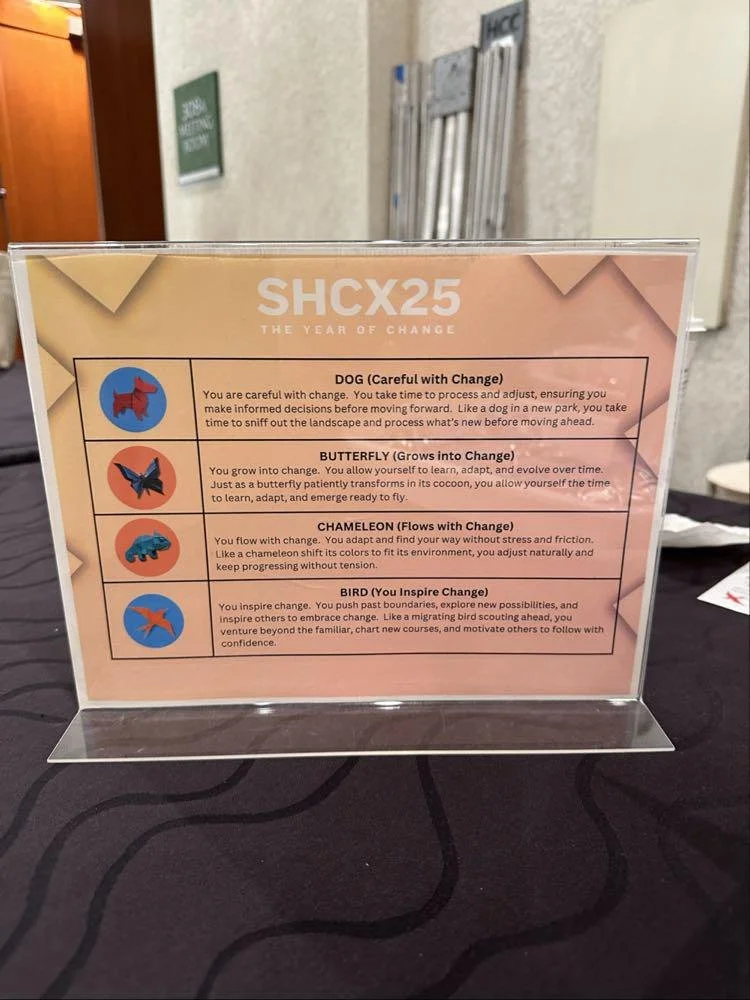 HCC
308A
MEETING
ROOM
SHCX25
THE YEAR OF CHANGE
DOG (Careful with Change)
You are careful with change. You take time to process and adjust, ensuring you
make informed decisions before moving forward. Like a dog in a new park, you take
time to sniff out the landscape and process what's new before moving ahead.
BUTTERFLY (Grows into Change)
You grow into change. You allow yourself to learn, adapt, and evolve over time.
Just as a butterfly patiently transforms in its cocoon, you allow yourself the time
to learn, adapt, and emerge ready to fly.
CHAMELEON (Flows with Change)
You flow with change. You adapt and find your way without stress and friction.
Like a chameleon shift its colors to fit its environment, you adjust naturally and
keep progressing without tension.
BIRD (You Inspire Change)
You inspire change. You push past boundaries, explore new possibilities, and
inspire others to embrace change. Like a migrating bird scouting ahead, you
venture beyond the familiar, chart new courses, and motivate others to follow with
confidence.